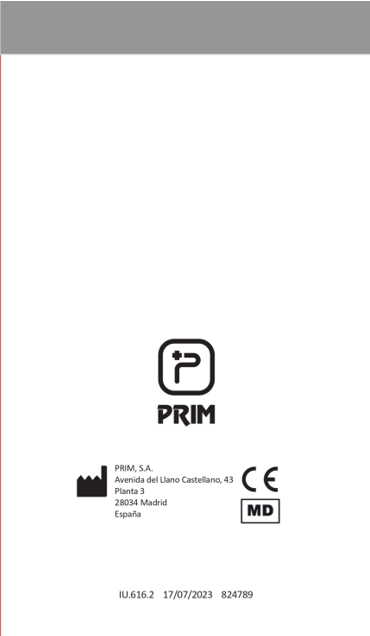 PRIM
PRIM, S.A.
Avenida del Llano Castellano, 43
Planta 3
28034 Madrid
España
CE
MD
IU.616.2 17/07/2023 824789